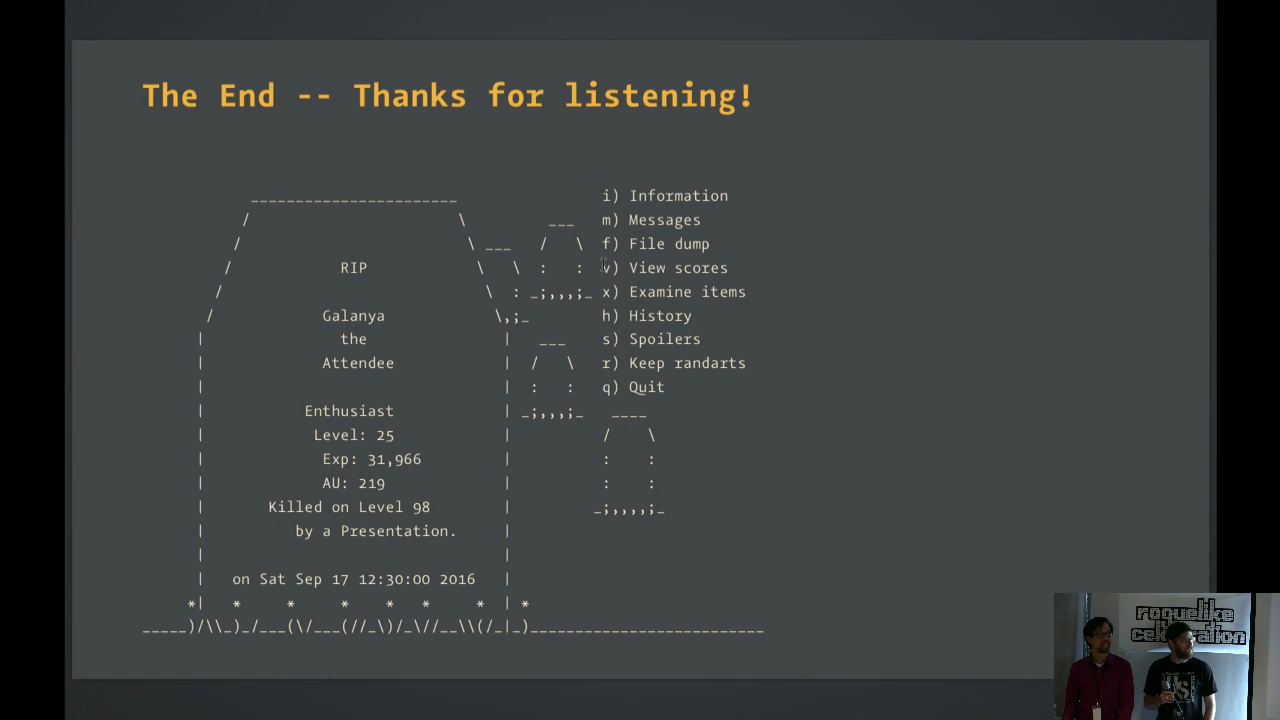 The End -- Thanks for listening!
i) Information
m) Messages
f) File dump
v) View scores
x) Examine items
h) History
s) Spoilers
r) Keep randarts
q) Quit
RIP
Galanya
the
Attendee
Enthusiast
Level: 25
Exp: 31,966
AU: 219
Killed on Level 98
by a Presentation.
on Sat Sep 17 12:30:00 2016
roguelike
celebration